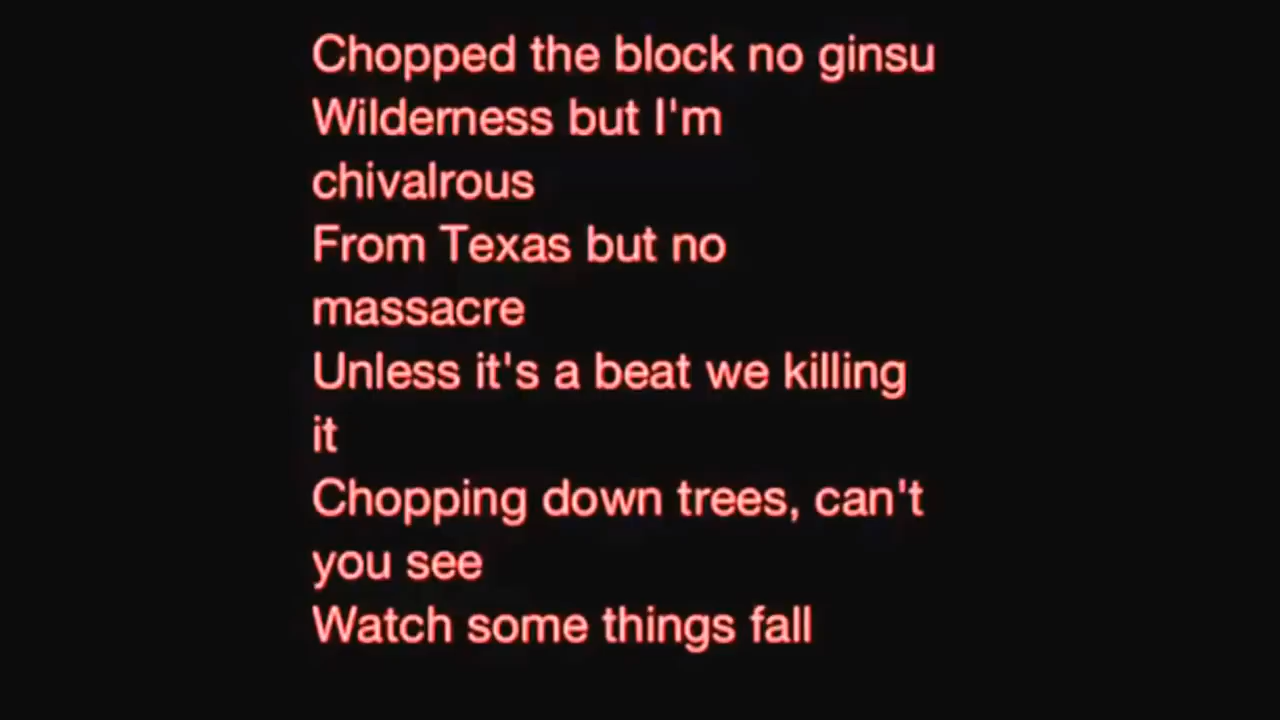 Chopped the block no ginsu
Wilderness but I'm
chivalrous
From Texas but no
massacre
Unless it's a beat we killing
it
Chopping down trees, can't
you see
Watch some things fall